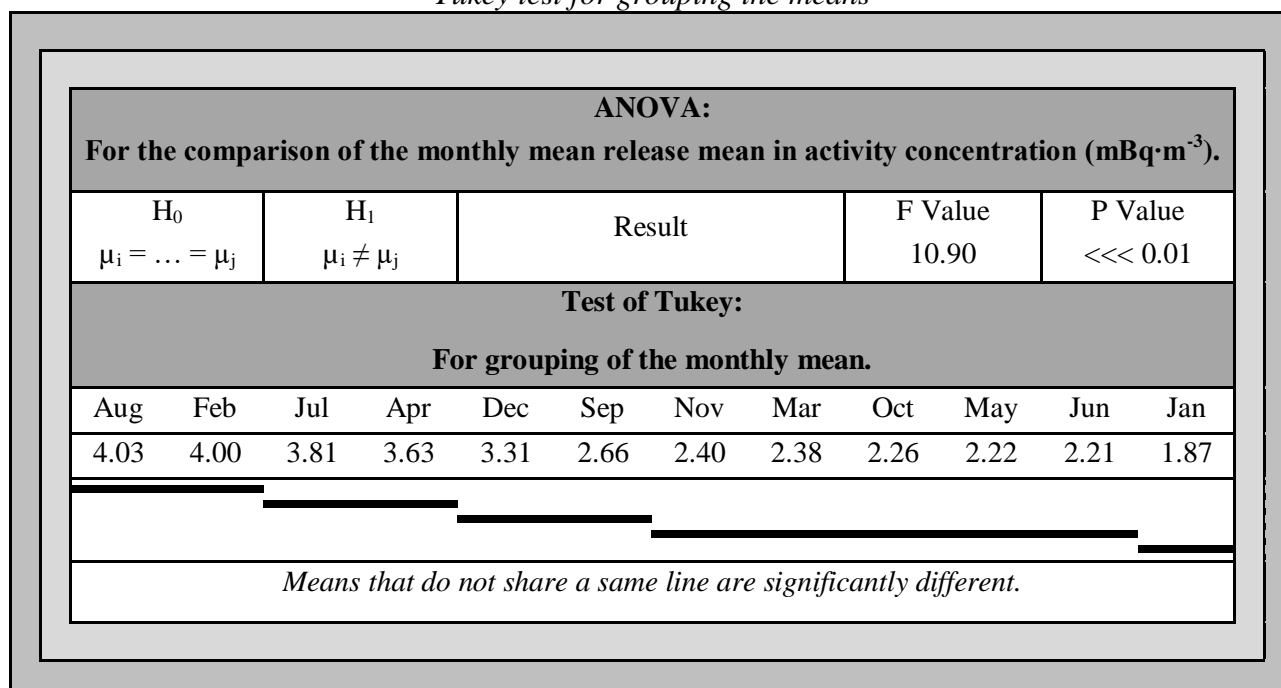 Tukey test for grouping the means
ANOVA:
For the comparison of the monthly mean release mean in activity concentration (mBq·m⁻³).
H₀ H₁ Result F Value P Value
μᵢ = … = μⱼ μᵢ ≠ μⱼ 10.90 <<< 0.01
Test of Tukey:
For grouping of the monthly mean.
Aug Feb Jul Apr Dec Sep Nov Mar Oct May Jun Jan
4.03 4.00 3.81 3.63 3.31 2.66 2.40 2.38 2.26 2.22 2.21 1.87
Means that do not share a same line are significantly different.